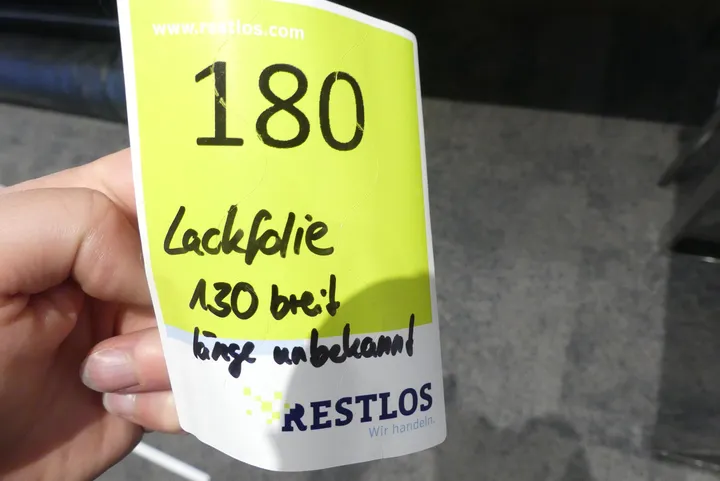 www.restlos.com
180
Lackfolie
130 breit
länge unbekannt
RESTLOS
Wir handeln.